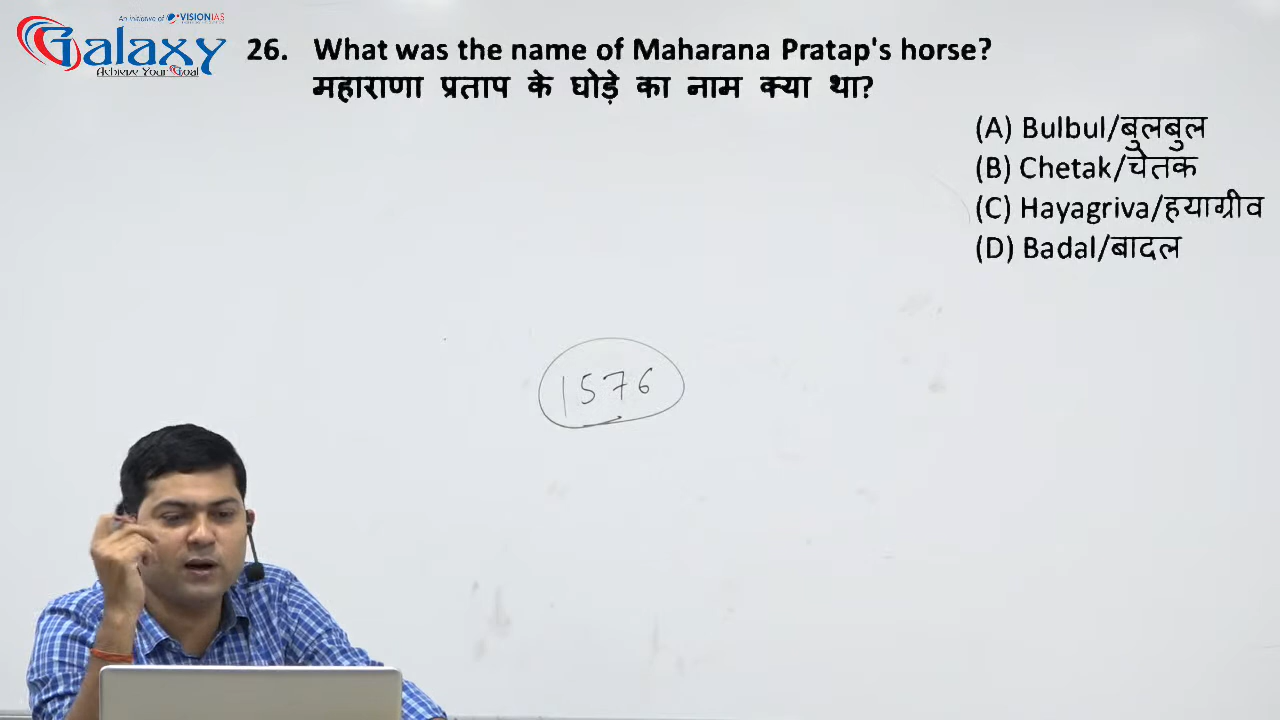 An initiative of VISIONIAS
Galaxy
Achieve Your Goal
26. What was the name of Maharana Pratap's horse?
महाराणा प्रताप के घोड़े का नाम क्या था?
(A) Bulbul/बुलबुल
(B) Chetak/चेतक
(C) Hayagriva/हयाग्रीव
(D) Badal/बादल
1576